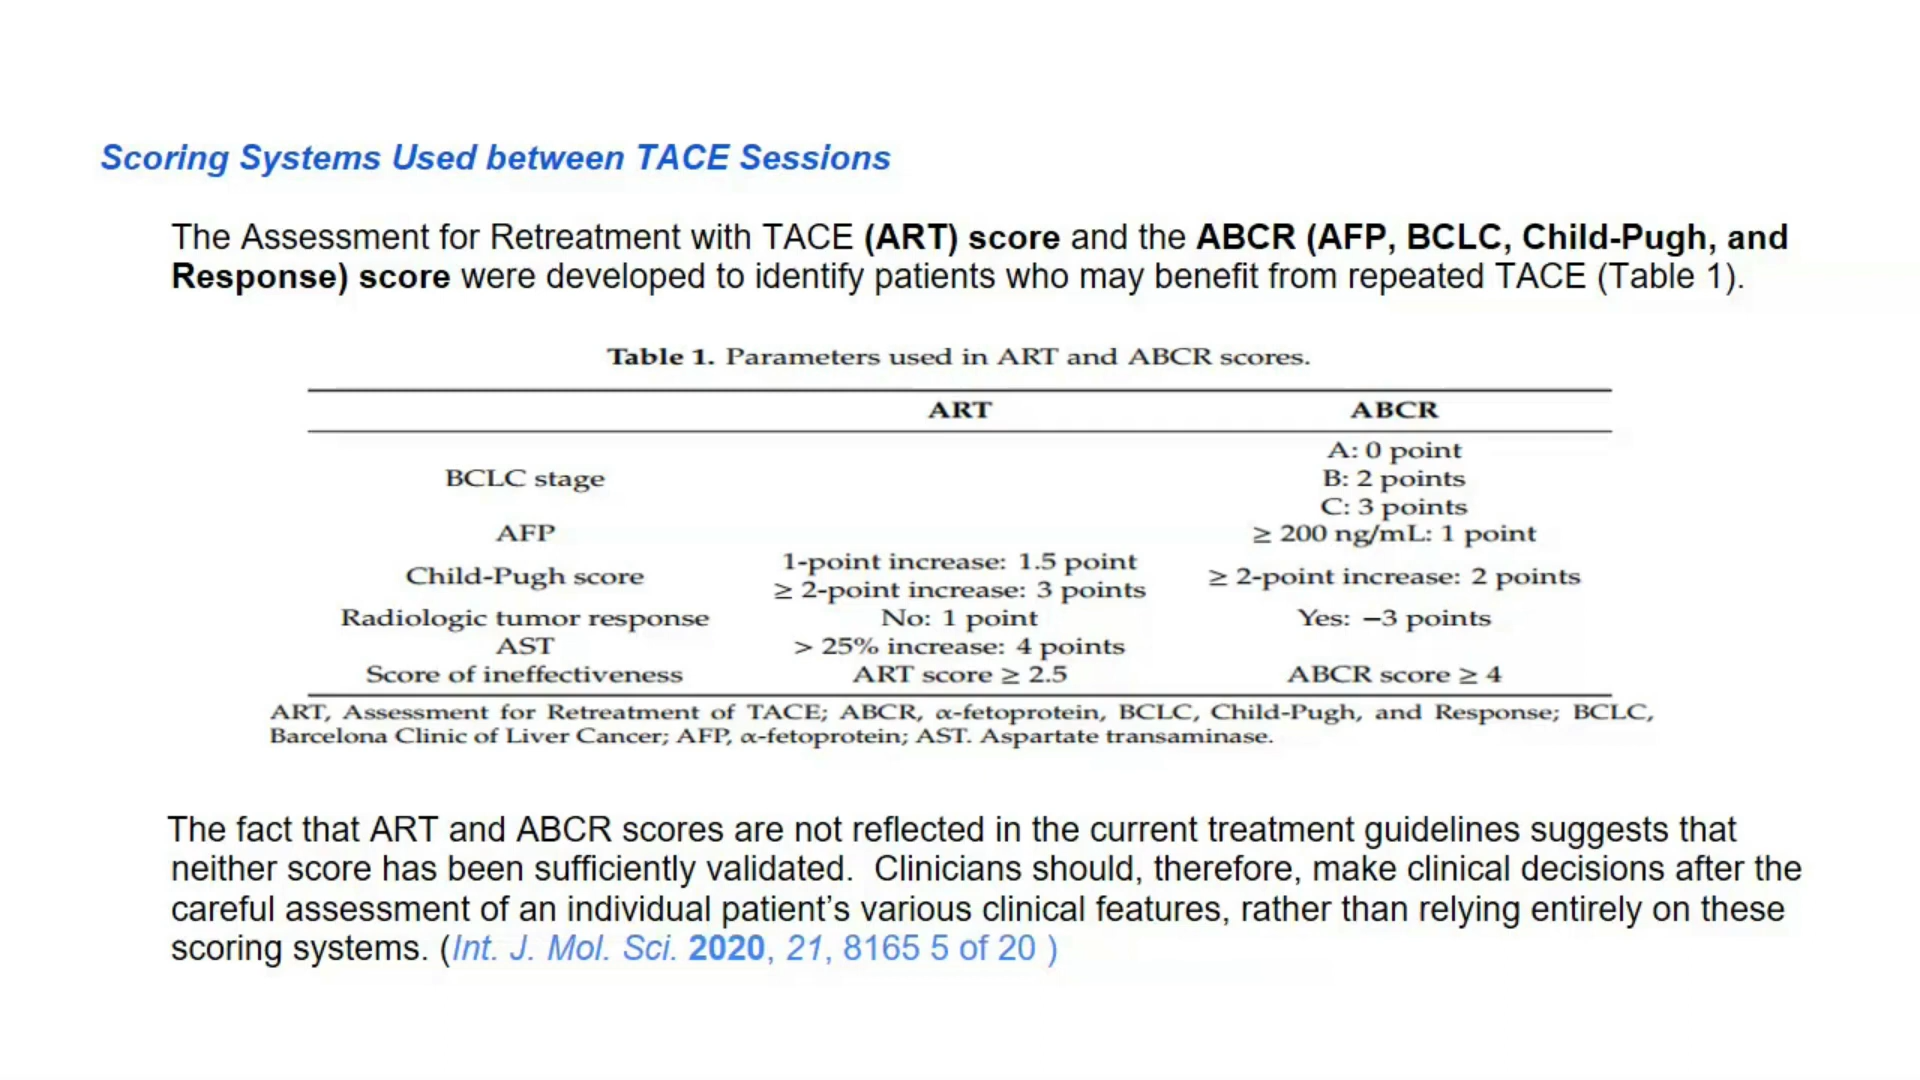 Scoring Systems Used between TACE Sessions
The Assessment for Retreatment with TACE (ART) score and the ABCR (AFP, BCLC, Child-Pugh, and
Response) score were developed to identify patients who may benefit from repeated TACE (Table 1).
Table 1. Parameters used in ART and ABCR scores.
ART ABCR
BCLC stage A: 0 point
B: 2 points
C: 3 points
AFP ≥ 200 ng/mL: 1 point
Child-Pugh score 1-point increase: 1.5 point
≥ 2-point increase: 3 points ≥ 2-point increase: 2 points
Radiologic tumor response No: 1 point Yes: −3 points
AST > 25% increase: 4 points
Score of ineffectiveness ART score ≥ 2.5 ABCR score ≥ 4
ART, Assessment for Retreatment of TACE; ABCR, α-fetoprotein, BCLC, Child-Pugh, and Response; BCLC,
Barcelona Clinic of Liver Cancer; AFP, α-fetoprotein; AST. Aspartate transaminase.
The fact that ART and ABCR scores are not reflected in the current treatment guidelines suggests that
neither score has been sufficiently validated. Clinicians should, therefore, make clinical decisions after the
careful assessment of an individual patient's various clinical features, rather than relying entirely on these
scoring systems. (Int. J. Mol. Sci. 2020, 21, 8165 5 of 20 )